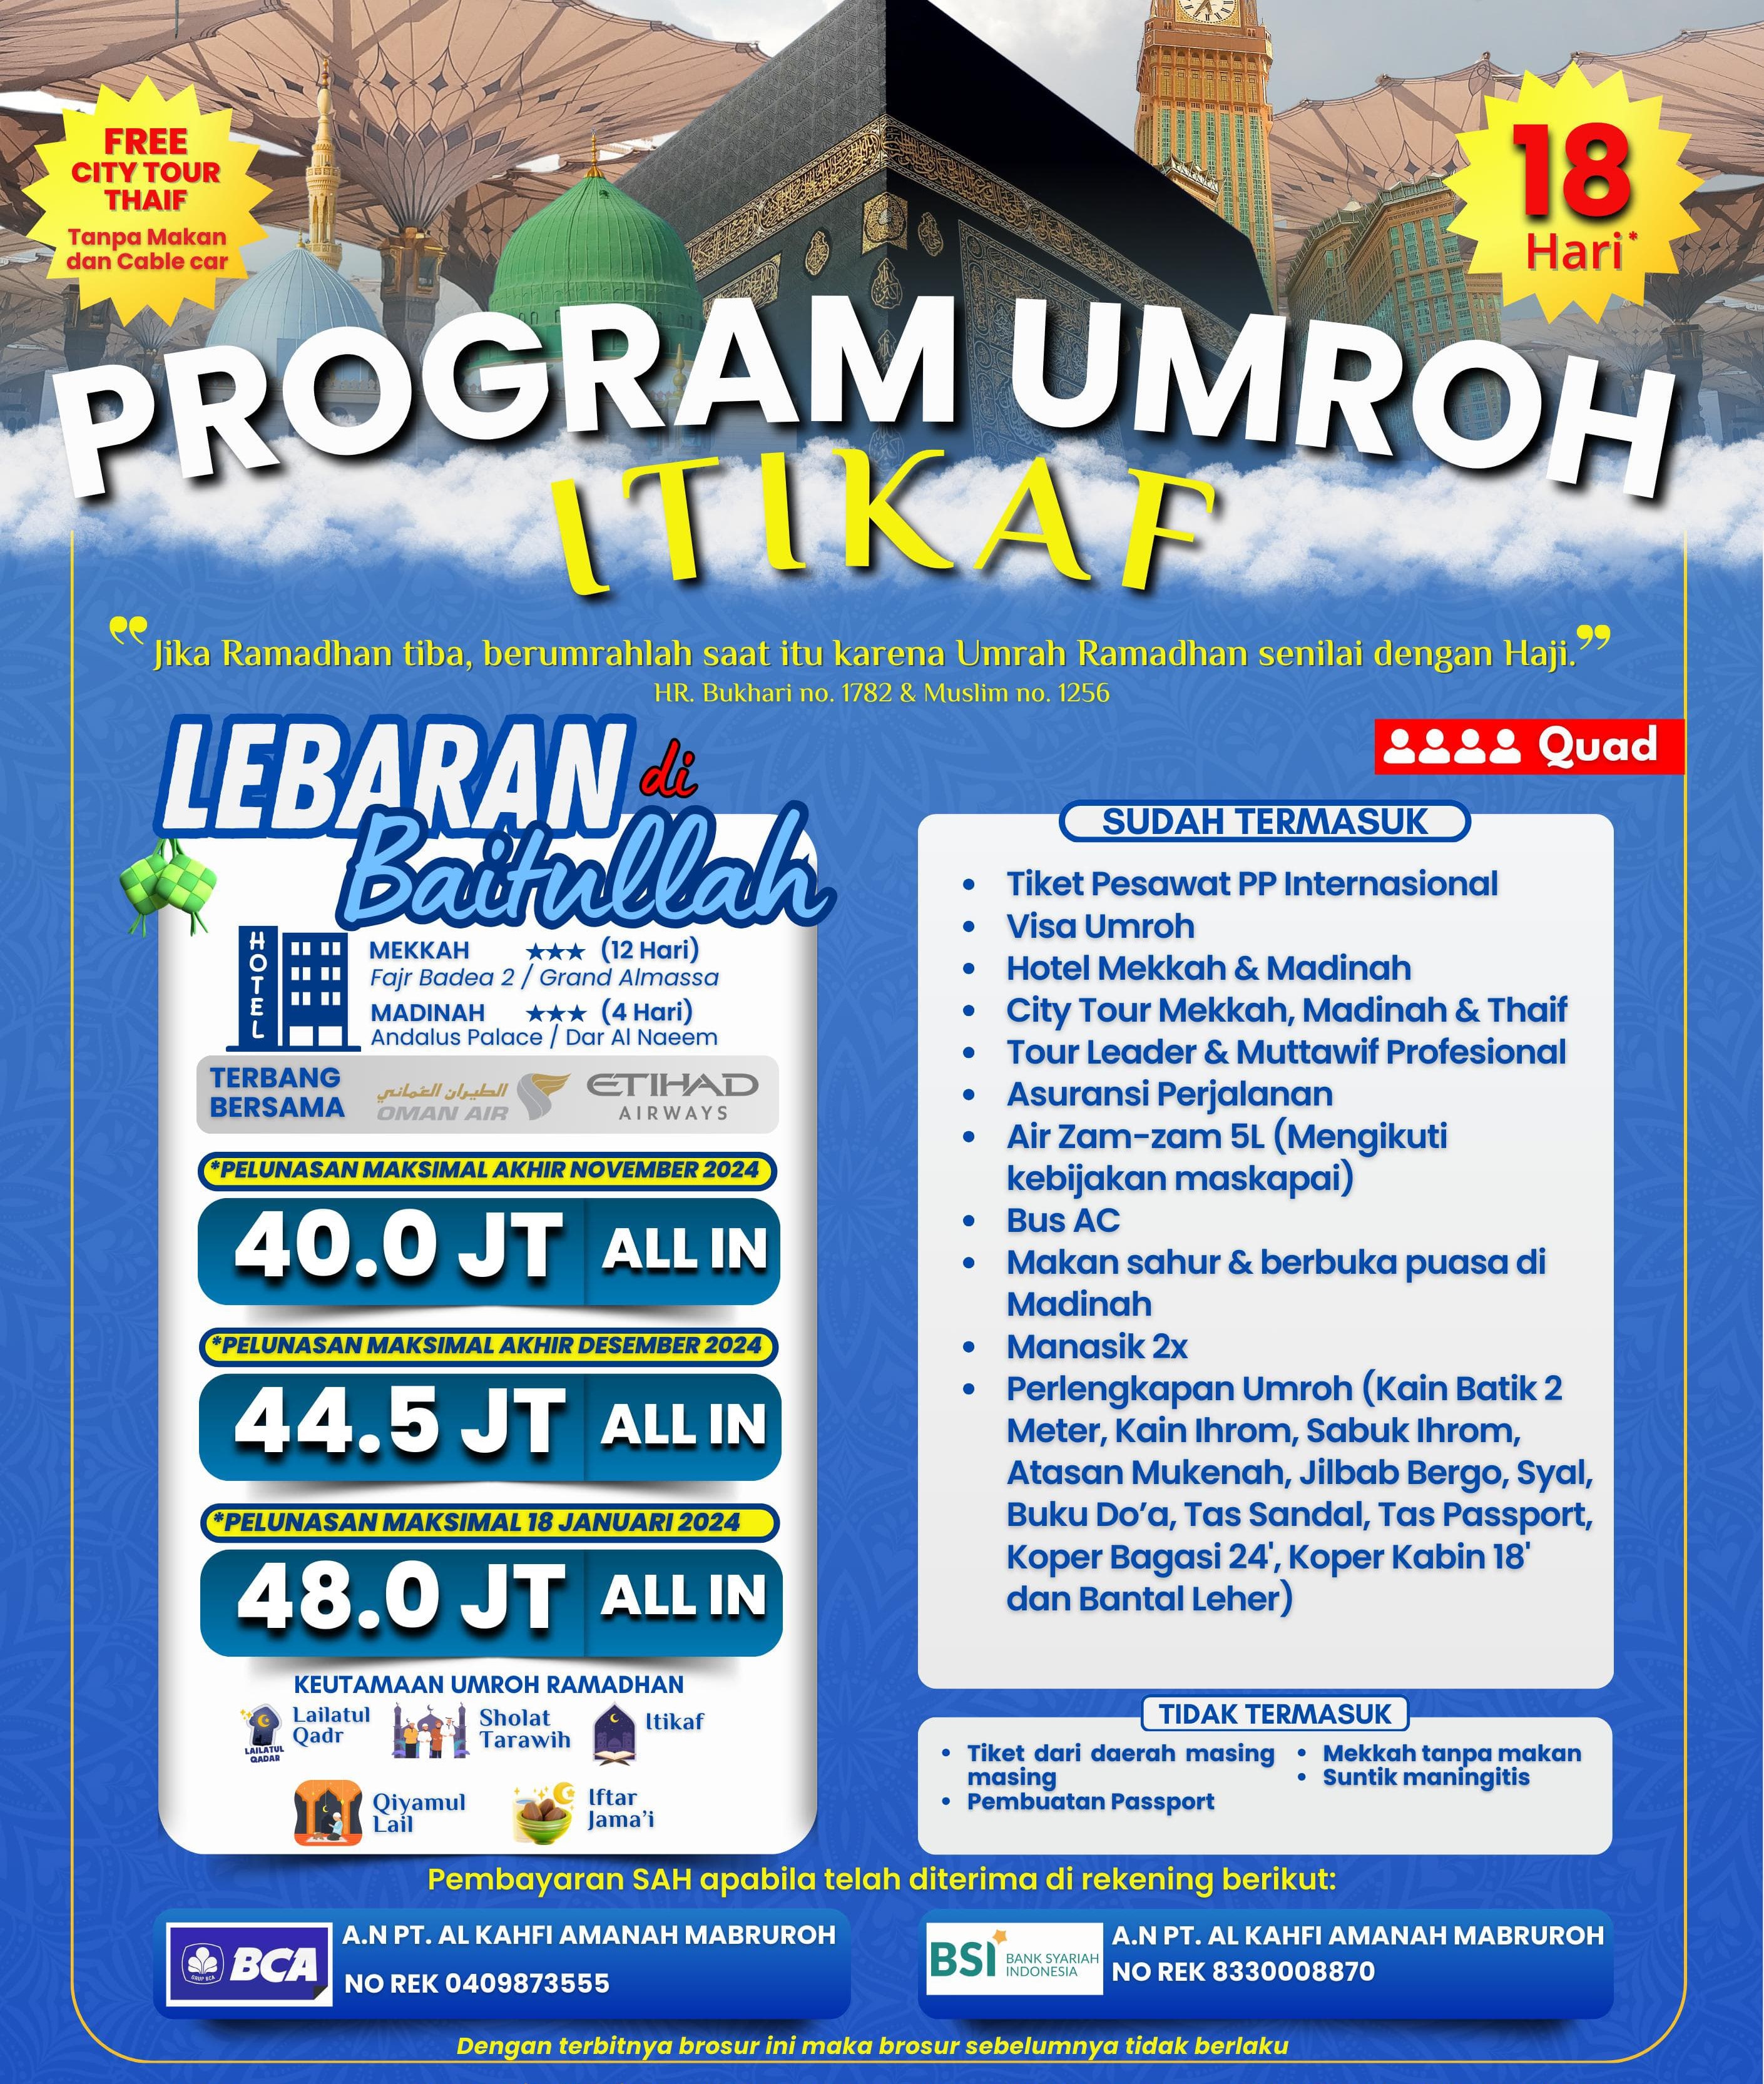 FREE
CITY TOUR
THAIF
Tanpa Makan
dan Cable car
18
Hari*
PROGRAM UMROH
ITIKAF
"Jika Ramadhan tiba, berumrahlah saat itu karena Umrah Ramadhan senilai dengan Haji."
HR. Bukhari no. 1782 & Muslim no. 1256
LEBARAN di
Baitullah
HOTEL
MEKKAH ★★★ (12 Hari)
Fajr Badea 2 / Grand Almassa
MADINAH ★★★ (4 Hari)
Andalus Palace / Dar Al Naeem
TERBANG
BERSAMA
الطيران العماني
OMAN AIR
ETIHAD
AIRWAYS
*PELUNASAN MAKSIMAL AKHIR NOVEMBER 2024
40.0 JT ALL IN
*PELUNASAN MAKSIMAL AKHIR DESEMBER 2024
44.5 JT ALL IN
*PELUNASAN MAKSIMAL 18 JANUARI 2024
48.0 JT ALL IN
KEUTAMAAN UMROH RAMADHAN
LAILATUL
QADAR
Lailatul
Qadr
Sholat
Tarawih
Itikaf
Qiyamul
Lail
Iftar
Jama'i
Quad
SUDAH TERMASUK
• Tiket Pesawat PP Internasional
• Visa Umroh
• Hotel Mekkah & Madinah
• City Tour Mekkah, Madinah & Thaif
• Tour Leader & Muttawif Profesional
• Asuransi Perjalanan
• Air Zam-zam 5L (Mengikuti
kebijakan maskapai)
• Bus AC
• Makan sahur & berbuka puasa di
Madinah
• Manasik 2x
• Perlengkapan Umroh (Kain Batik 2
Meter, Kain Ihrom, Sabuk Ihrom,
Atasan Mukenah, Jilbab Bergo, Syal,
Buku Do'a, Tas Sandal, Tas Passport,
Koper Bagasi 24', Koper Kabin 18'
dan Bantal Leher)
TIDAK TERMASUK
• Tiket dari daerah masing
masing
• Pembuatan Passport
• Mekkah tanpa makan
• Suntik maningitis
Pembayaran SAH apabila telah diterima di rekening berikut:
GRUP BCA
BCA
A.N PT. AL KAHFI AMANAH MABRUROH
NO REK 0409873555
BSI BANK SYARIAH
INDONESIA
A.N PT. AL KAHFI AMANAH MABRUROH
NO REK 8330008870
Dengan terbitnya brosur ini maka brosur sebelumnya tidak berlaku